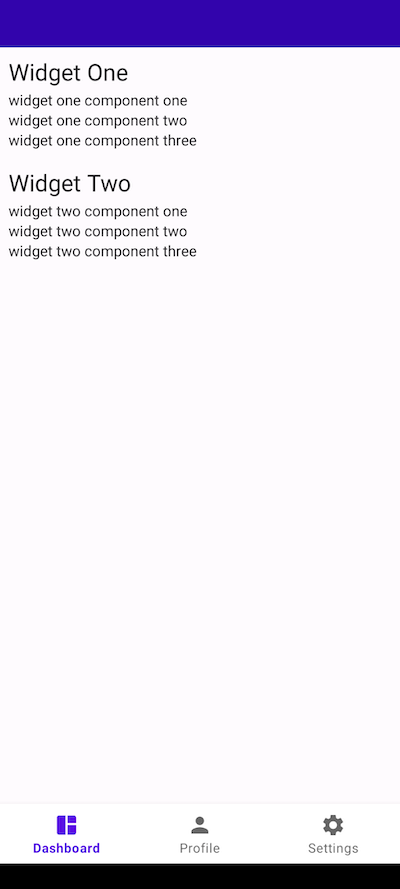 Widget One
widget one component one
widget one component two
widget one component three
Widget Two
widget two component one
widget two component two
widget two component three
Dashboard
Profile
Settings